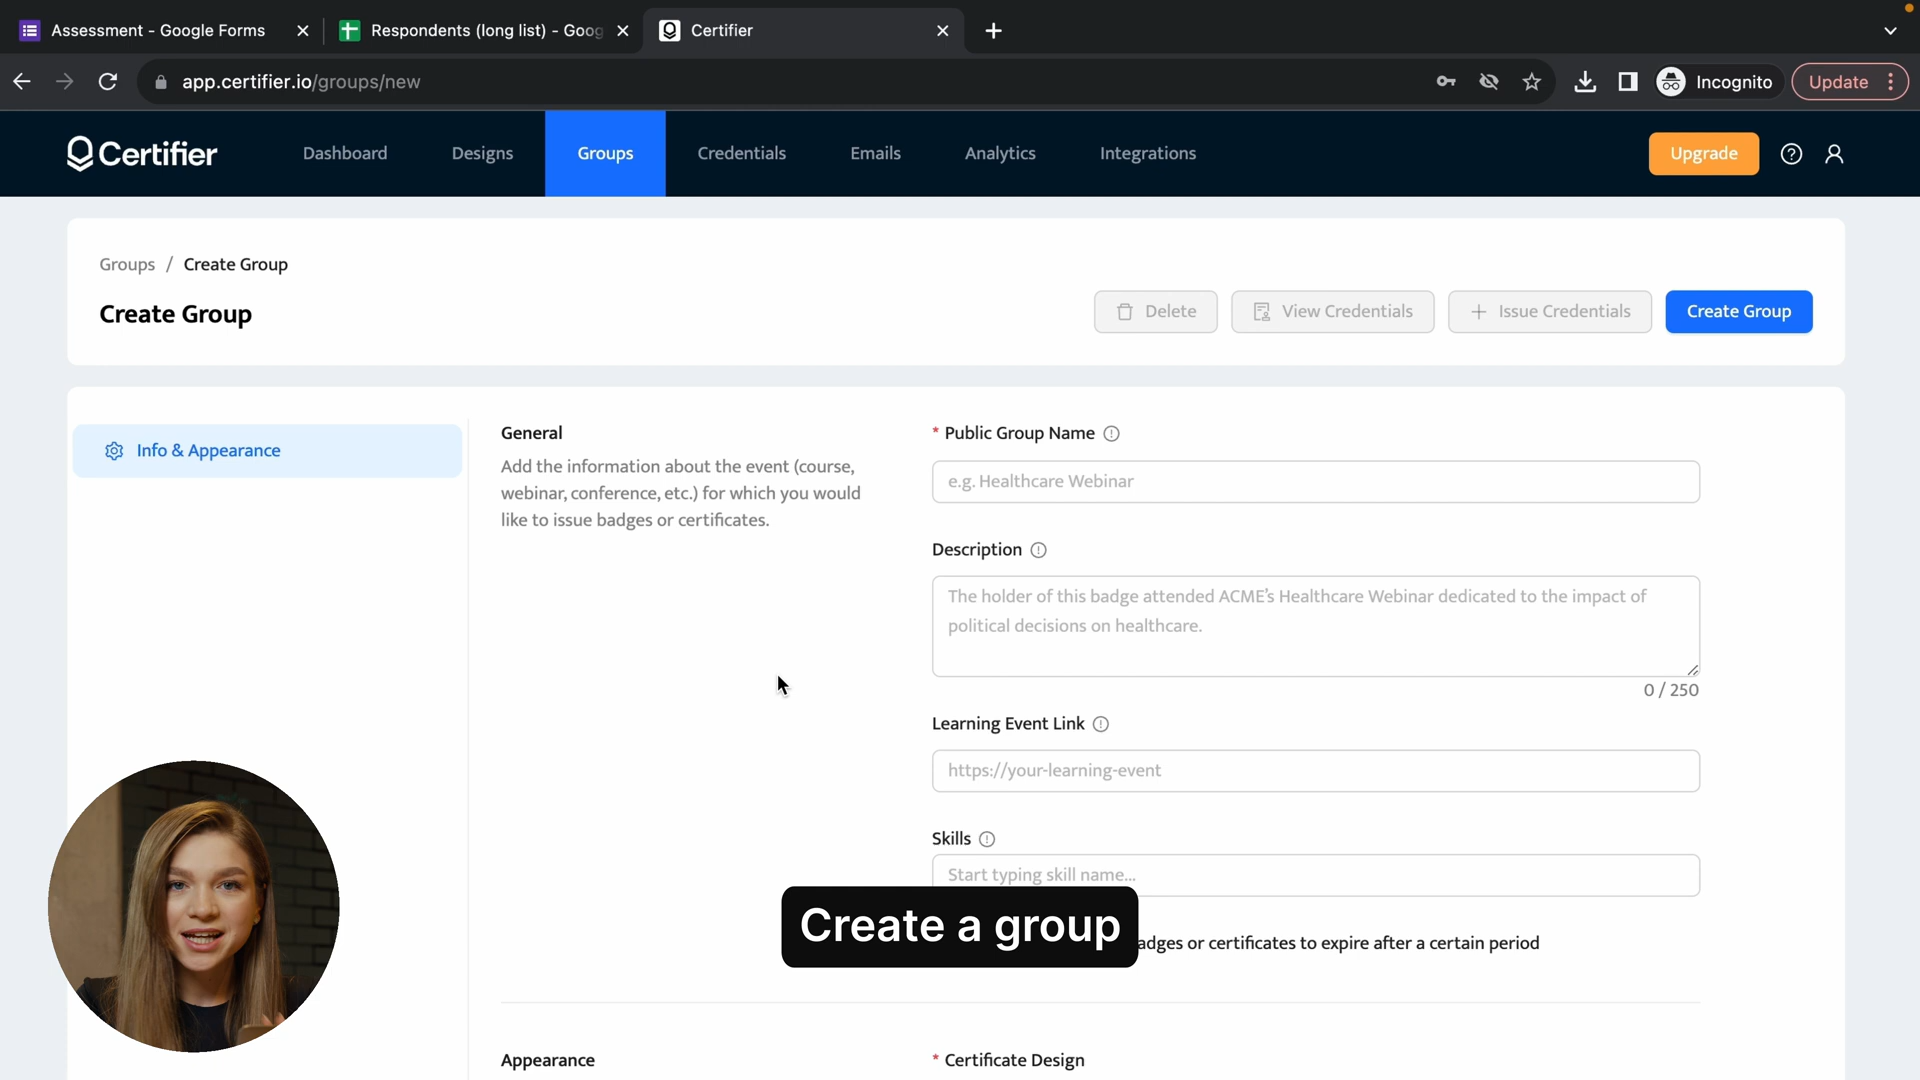 Assessment - Google Forms
Respondents (long list) - Goog
Certifier
app.certifier.io/groups/new
Incognito
Update
Certifier
Dashboard
Designs
Groups
Credentials
Emails
Analytics
Integrations
Upgrade
Groups / Create Group
Create Group
Delete
View Credentials
Issue Credentials
Create Group
Info & Appearance
General
Add the information about the event (course,
webinar, conference, etc.) for which you would
like to issue badges or certificates.
* Public Group Name
e.g. Healthcare Webinar
Description
The holder of this badge attended ACME's Healthcare Webinar dedicated to the impact of
political decisions on healthcare.
0 / 250
Learning Event Link
https://your-learning-event
Skills
Start typing skill name...
Create a group
adges or certificates to expire after a certain period
Appearance
* Certificate Design